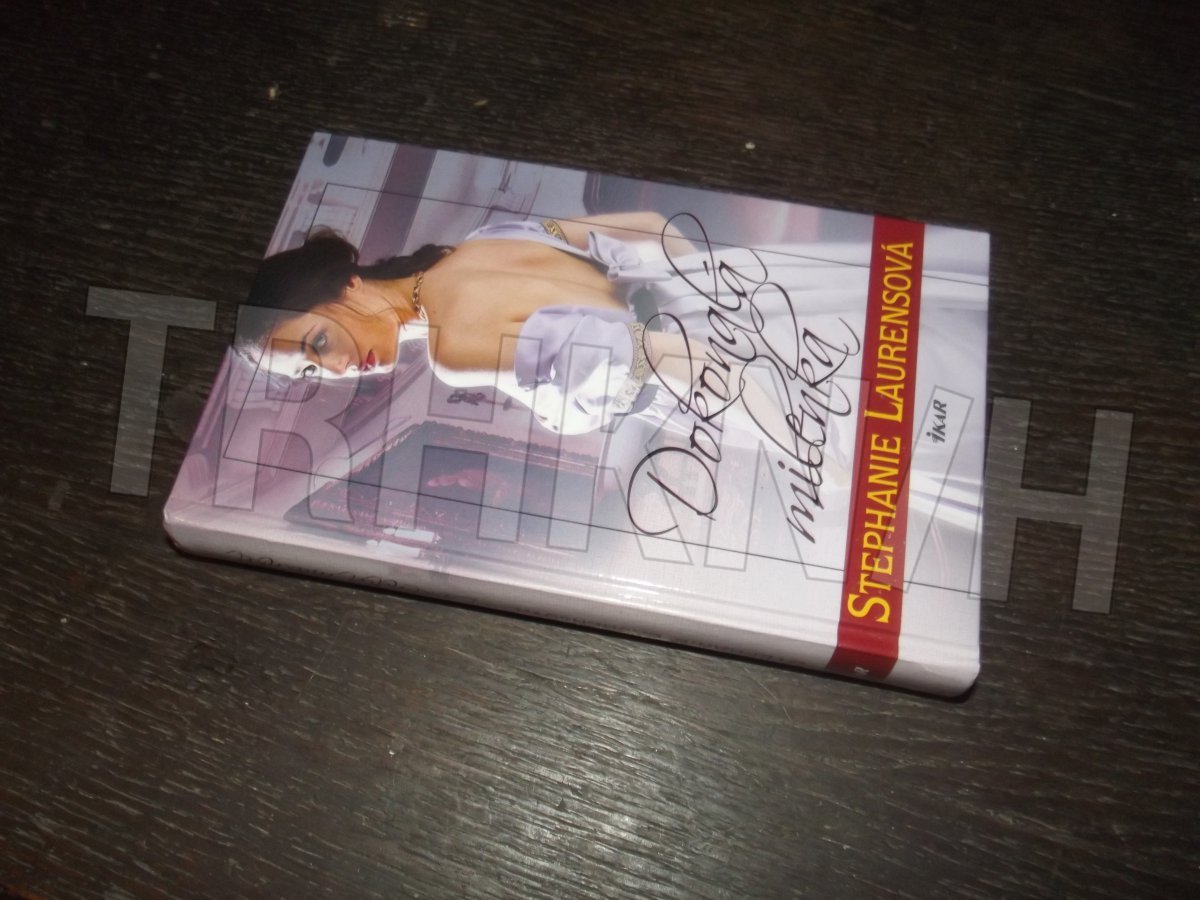 Dokonalá
milenka
STEPHANIE LAURENSOVÁ
IKAR
TRHKNIH